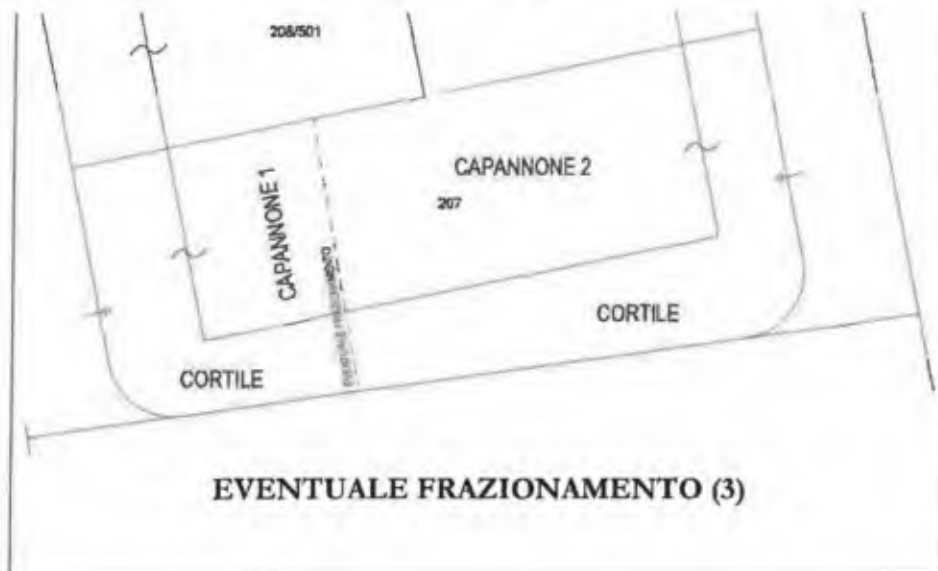 208/501
CAPANNONE 1
CAPANNONE 2
207
CORTILE
CORTILE
EVENTUALE FRAZIONAMENTO (3)